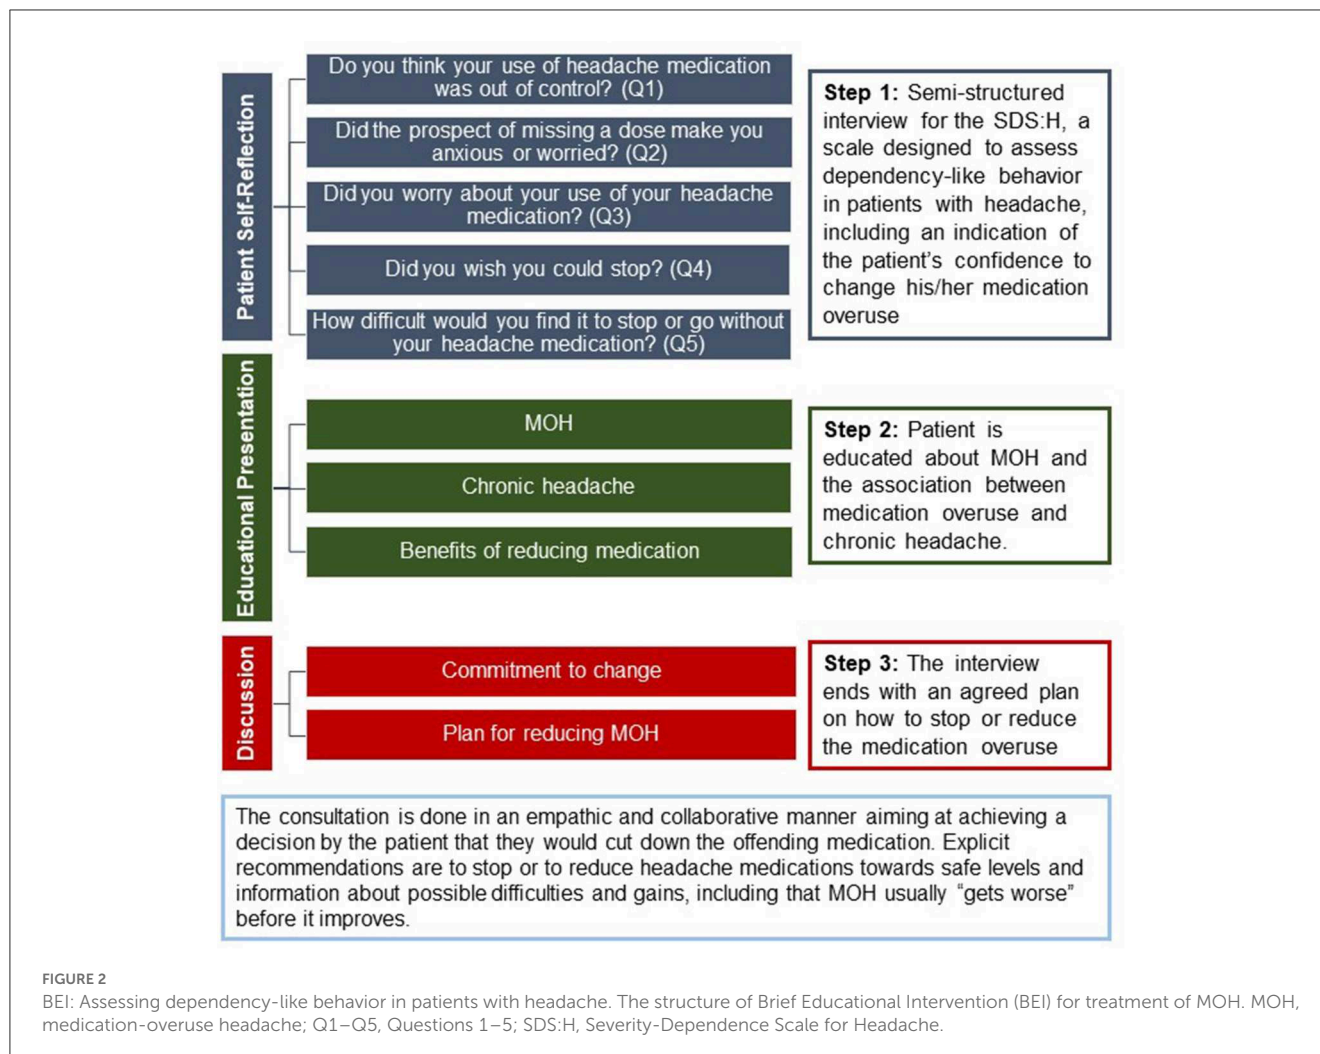 Patient Self-Reflection
Do you think your use of headache medication
was out of control? (Q1)
Did the prospect of missing a dose make you
anxious or worried? (Q2)
Did you worry about your use of your headache
medication? (Q3)
Did you wish you could stop? (Q4)
How difficult would you find it to stop or go without
your headache medication? (Q5)
Step 1: Semi-structured
interview for the SDS:H, a
scale designed to assess
dependency-like behavior
in patients with headache,
including an indication of
the patient's confidence to
change his/her medication
overuse
Educational Presentation
MOH
Chronic headache
Benefits of reducing medication
Step 2: Patient is
educated about MOH and
the association between
medication overuse and
chronic headache.
Discussion
Commitment to change
Plan for reducing MOH
Step 3: The interview
ends with an agreed plan
on how to stop or reduce
the medication overuse
The consultation is done in an empathic and collaborative manner aiming at achieving a
decision by the patient that they would cut down the offending medication. Explicit
recommendations are to stop or to reduce headache medications towards safe levels and
information about possible difficulties and gains, including that MOH usually “gets worse”
before it improves.
FIGURE 2
BEI: Assessing dependency-like behavior in patients with headache. The structure of Brief Educational Intervention (BEI) for treatment of MOH. MOH,
medication-overuse headache; Q1–Q5, Questions 1–5; SDS:H, Severity-Dependence Scale for Headache.